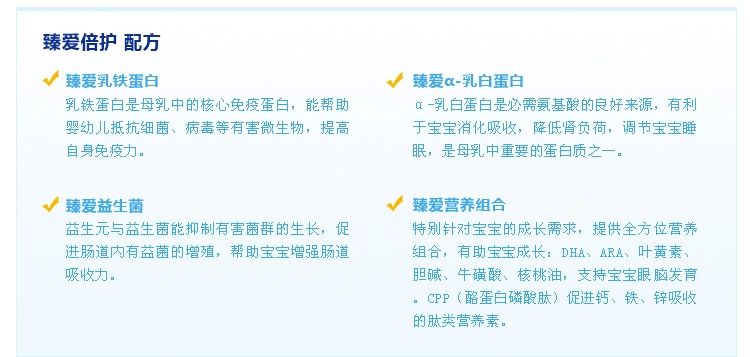 臻爱倍护 配方
臻爱乳铁蛋白
乳铁蛋白是母乳中的核心免疫蛋白，能帮助
婴幼儿抵抗细菌、病毒等有害微生物，提高
自身免疫力。
臻爱α-乳白蛋白
α-乳白蛋白是必需氨基酸的良好来源，有利
于宝宝消化吸收，降低肾负荷，调节宝宝睡
眠，是母乳中重要的蛋白质之一。
臻爱益生菌
益生元与益生菌能抑制有害菌群的生长，促
进肠道内有益菌的增殖，帮助宝宝增强肠道
吸收力。
臻爱营养组合
特别针对宝宝的成长需求，提供全方位营养
组合，有助宝宝成长：DHA、ARA、叶黄素、
胆碱、牛磺酸、核桃油，支持宝宝眼脑发育
。CPP（酪蛋白磷酸肽）促进钙、铁、锌吸收
的肽类营养素。